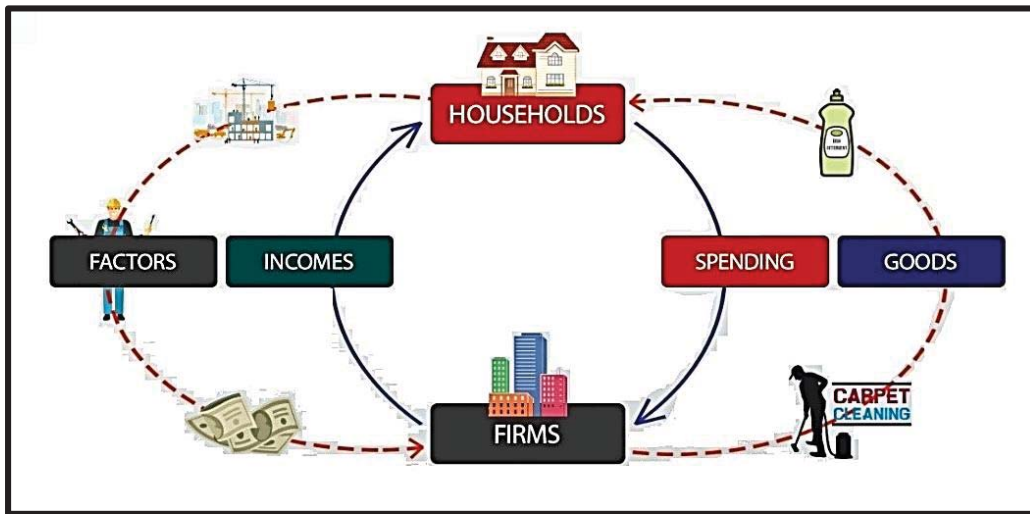 HOUSEHOLDS
FACTORS
INCOMES
SPENDING
GOODS
CARPET
CLEANING
FIRMS